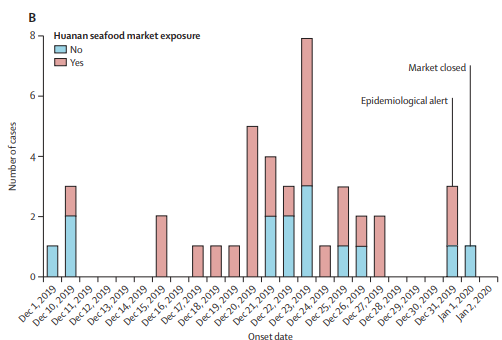 B
Huanan seafood market exposure
No
Yes
Market closed
Epidemiological alert
Number of cases
8
6
4
2
0
Dec 1, 2019
Dec 10, 2019
Dec 11, 2019
Dec 12, 2019
Dec 13, 2019
Dec 14, 2019
Dec 15, 2019
Dec 16, 2019
Dec 17, 2019
Dec 18, 2019
Dec 19, 2019
Dec 20, 2019
Dec 21, 2019
Dec 22, 2019
Dec 23, 2019
Dec 24, 2019
Dec 25, 2019
Dec 26, 2019
Dec 27, 2019
Dec 28, 2019
Dec 29, 2019
Dec 30, 2019
Dec 31, 2019
Jan 1, 2020
Jan 2, 2020
Onset date